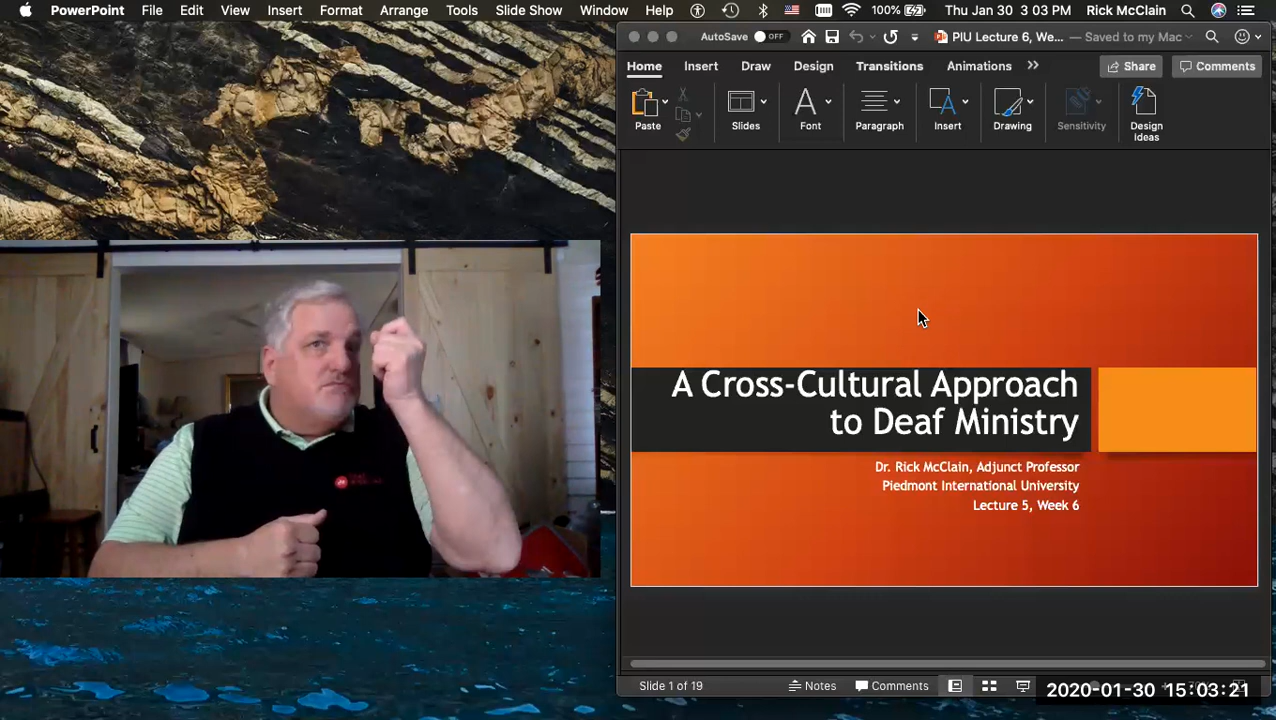 PowerPoint File Edit View Insert Format Arrange Tools Slide Show Window Help 100% Thu Jan 30 3 03 PM Rick McClain
AutoSave OFF PIU Lecture 6, We... — Saved to my Mac
Home Insert Draw Design Transitions Animations Share Comments
Paste Slides Font Paragraph Insert Drawing Sensitivity Design Ideas
A Cross-Cultural Approach
to Deaf Ministry
Dr. Rick McClain, Adjunct Professor
Piedmont International University
Lecture 5, Week 6
Slide 1 of 19 Notes Comments
2020-01-30 15:03:21